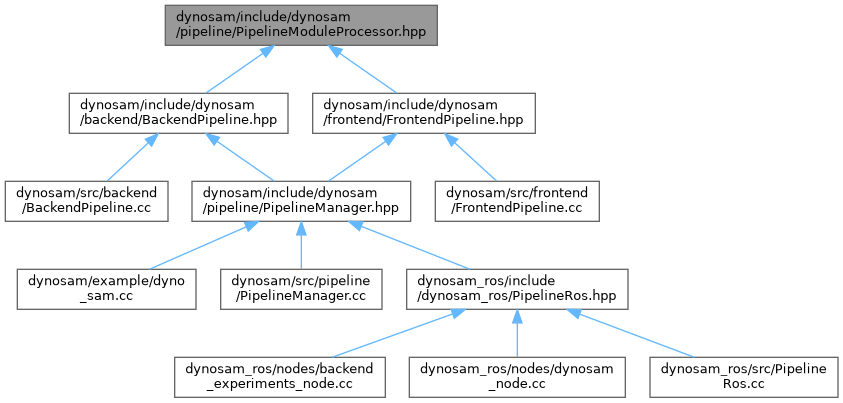 dynosam/include/dynosam
/pipeline/PipelineModuleProcessor.hpp
dynosam/include/dynosam
/backend/BackendPipeline.hpp
dynosam/include/dynosam
/frontend/FrontendPipeline.hpp
dynosam/src/backend
/BackendPipeline.cc
dynosam/include/dynosam
/pipeline/PipelineManager.hpp
dynosam/src/frontend
/FrontendPipeline.cc
dynosam/example/dyno
_sam.cc
dynosam/src/pipeline
/PipelineManager.cc
dynosam_ros/include
/dynosam_ros/PipelineRos.hpp
dynosam_ros/nodes/backend
_experiments_node.cc
dynosam_ros/nodes/dynosam
_node.cc
dynosam_ros/src/Pipeline
Ros.cc